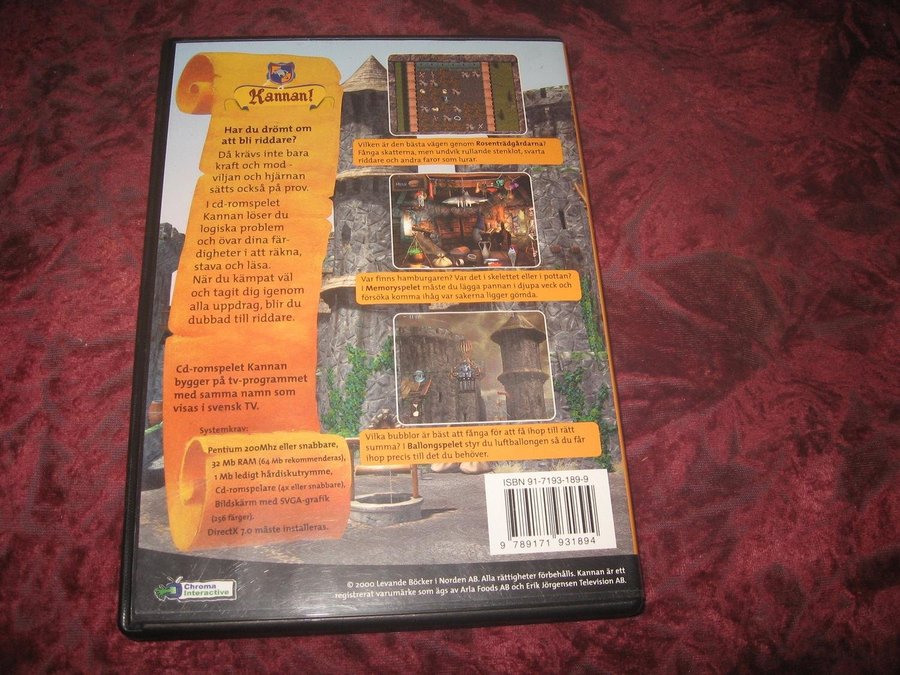 Kannan!
Har du drömt om
att bli riddare?
Då krävs inte bara
kraft och mod -
viljan och hjärnan
sätts också på prov.
I cd-romspelet
Kannan löser du
logiska problem
och övar dina fär-
digheter i att räkna,
stava och läsa.
När du kämpat väl
och tagit dig igenom
alla uppdrag, blir du
dubbad till riddare.
Cd-romspelet Kannan
bygger på tv-programmet
med samma namn som
visas i svensk TV.
Systemkrav:
Pentium 200Mhz eller snabbare,
32 Mb RAM (64 Mb rekommenderas),
1 Mb ledigt hårddiskutrymme,
Cd-romspelare (4x eller snabbare),
Bildskärm med SVGA-grafik
(256 färger).
DirectX 7.0 måste installeras.
Vilken är den bästa vägen genom Rosenträdgårdarna?
Fånga skatterna, men undvik rullande stenklot, svarta
riddare och andra faror som lurar.
Var finns hamburgaren? Var det i skelettet eller i pottan?
I Memoryspelet måste du lägga pannan i djupa veck och
försöka komma ihåg var sakerna ligger gömda.
Vilka bubblor är bäst att fånga för att få ihop till rätt
summa? I Ballongspelet styr du luftballongen så du får
ihop precis till det du behöver.
ISBN 91-7193-189-9
9 789171 931894
Chroma
Interactive
© 2000 Levande Böcker i Norden AB. Alla rättigheter förbehålls. Kannan är ett
registrerat varumärke som ägs av Arla Foods AB och Erik Jörgensen Television AB.